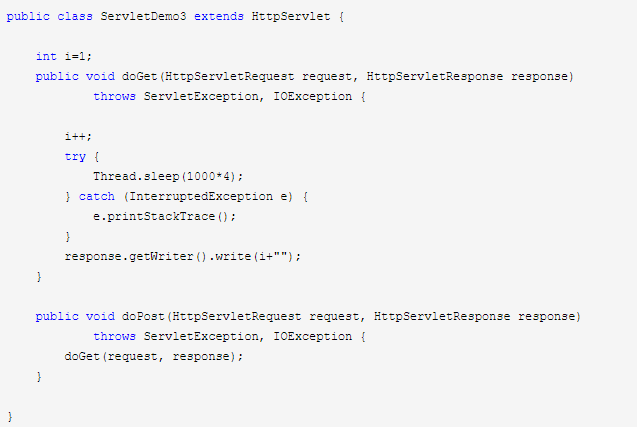 public class ServletDemo3 extends HttpServlet {
int i=1;
public void doGet(HttpServletRequest request, HttpServletResponse response)
throws ServletException, IOException {
i++;
try {
Thread.sleep(1000*4);
} catch (InterruptedException e) {
e.printStackTrace();
}
response.getWriter().write(i+"");
}
public void doPost(HttpServletRequest request, HttpServletResponse response)
throws ServletException, IOException {
doGet(request, response);
}
}